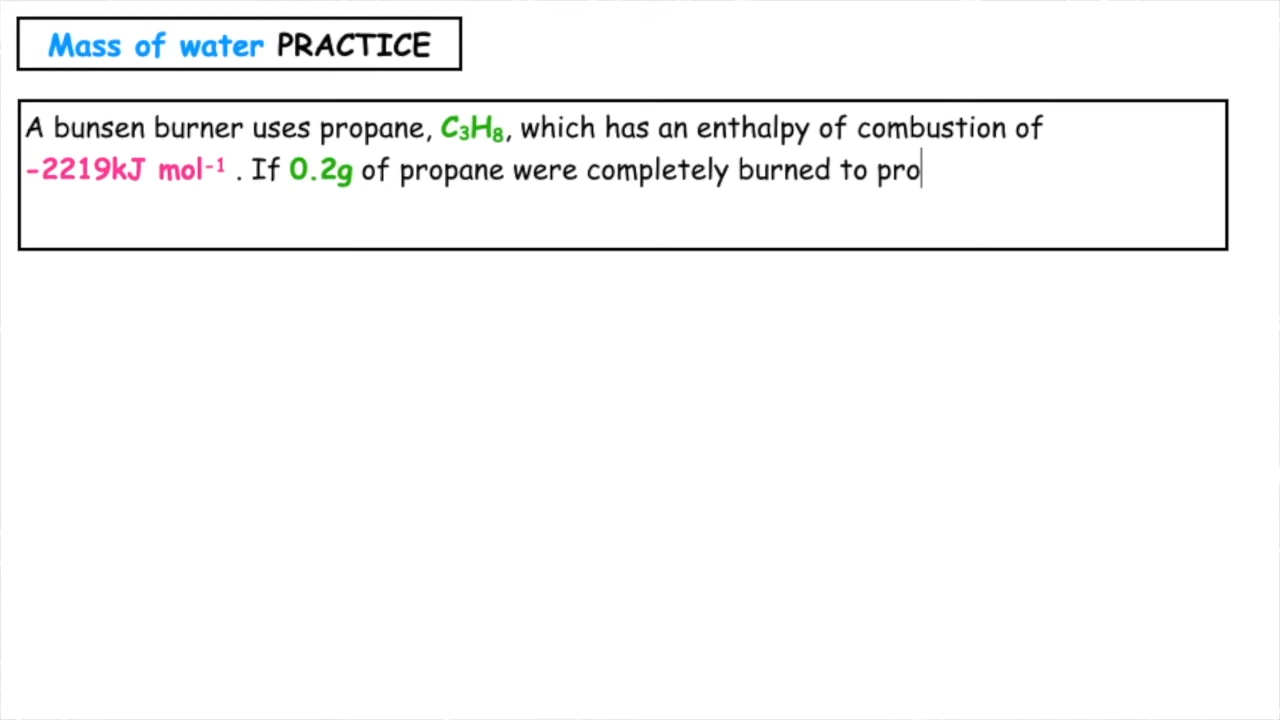 Mass of water PRACTICE
A bunsen burner uses propane, C₃H₈, which has an enthalpy of combustion of
-2219kJ mol⁻¹ . If 0.2g of propane were completely burned to pro